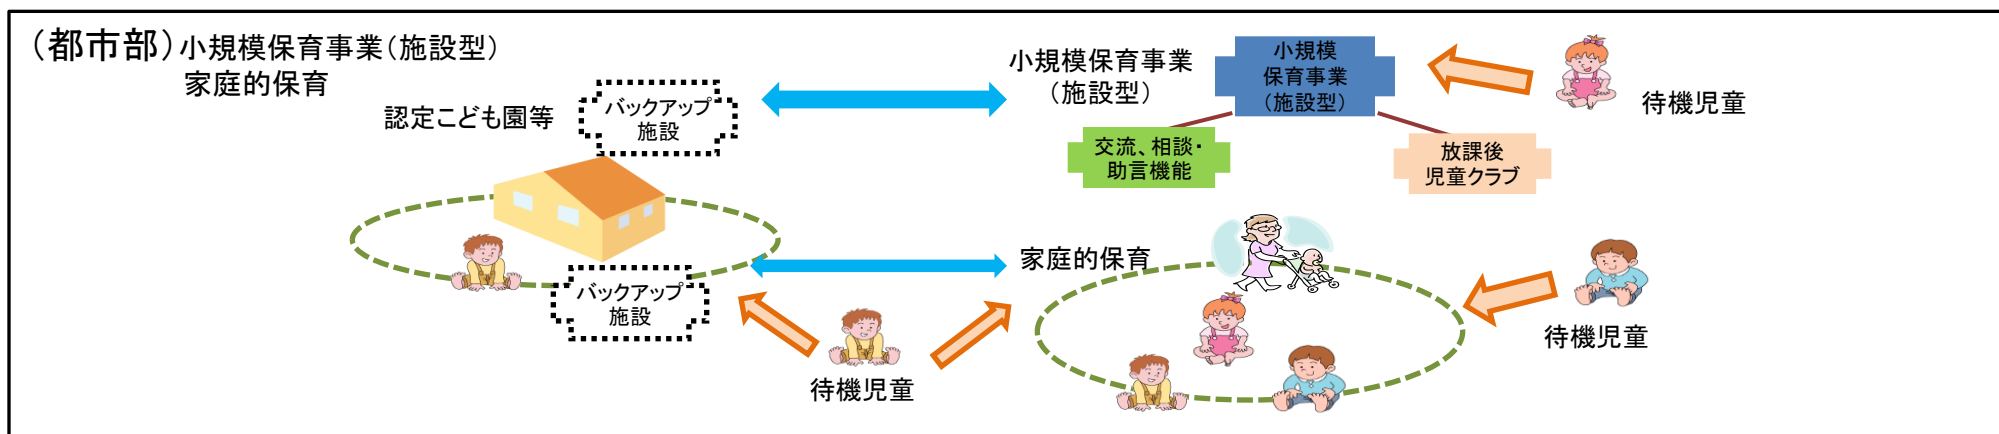 （都市部）小規模保育事業（施設型）
家庭的保育
認定こども園等
バックアップ
施設
小規模保育事業
（施設型）
小規模
保育事業
（施設型）
待機児童
交流、相談・
助言機能
放課後
児童クラブ
家庭的保育
バックアップ
施設
待機児童
待機児童